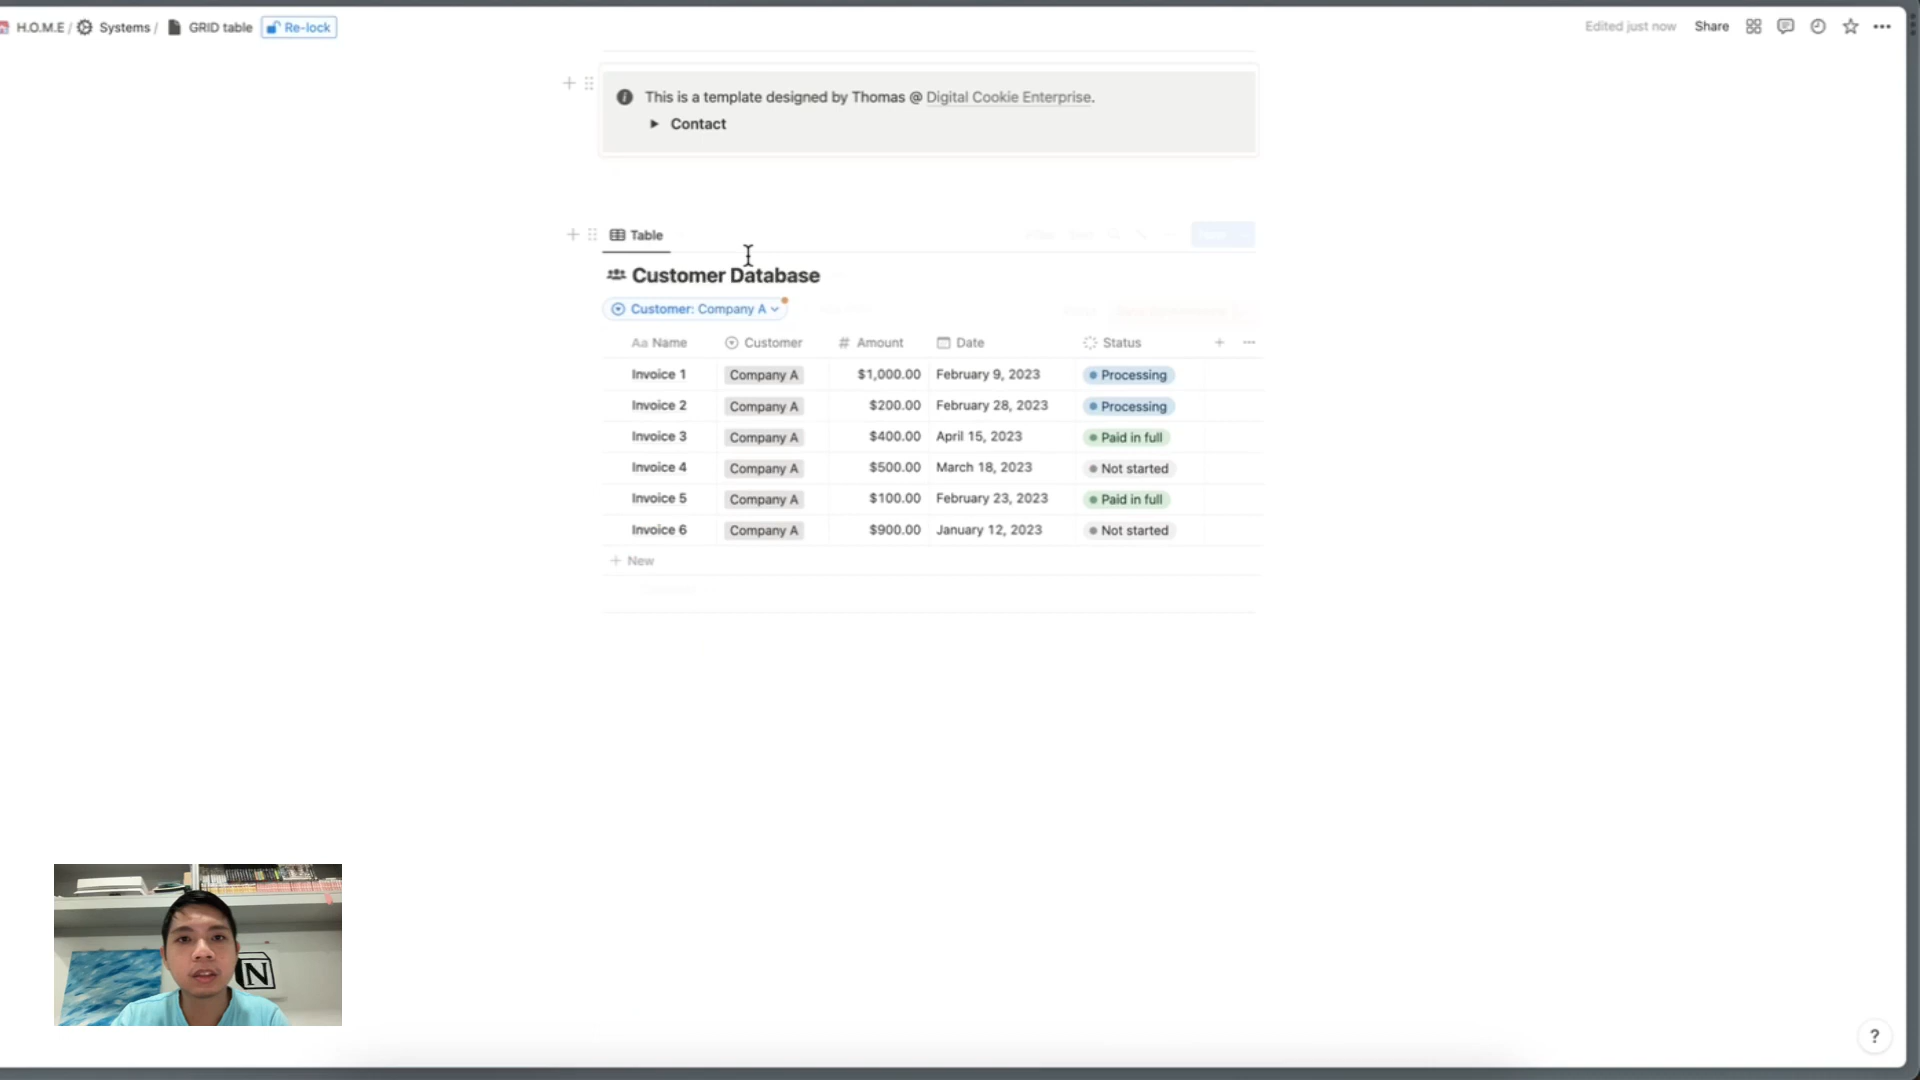 H.O.M.E / Systems / GRID table Re-lock
Edited just now Share
This is a template designed by Thomas @ Digital Cookie Enterprise.
Contact
Table
Customer Database
Customer: Company A
Aa Name Customer # Amount Date Status
Invoice 1 Company A $1,000.00 February 9, 2023 Processing
Invoice 2 Company A $200.00 February 28, 2023 Processing
Invoice 3 Company A $400.00 April 15, 2023 Paid in full
Invoice 4 Company A $500.00 March 18, 2023 Not started
Invoice 5 Company A $100.00 February 23, 2023 Paid in full
Invoice 6 Company A $900.00 January 12, 2023 Not started
+ New
N
?